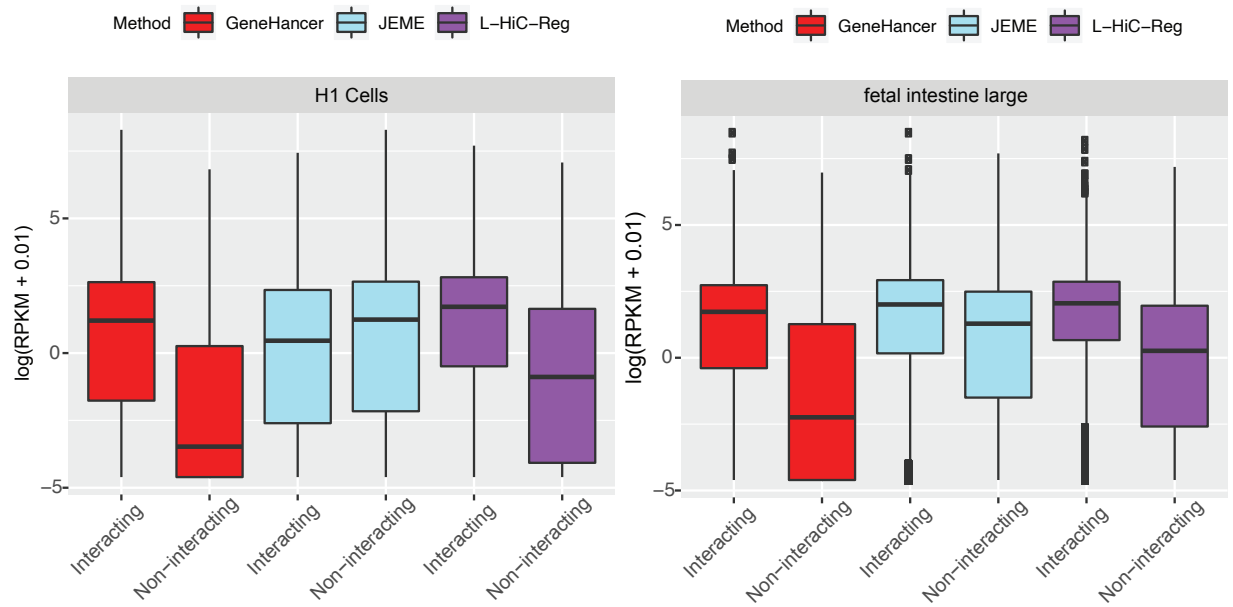 Method GeneHancer JEME L-HiC-Reg
H1 Cells
log(RPKM + 0.01)
5
0
−5
Interacting
Non−interacting
Interacting
Non−interacting
Interacting
Non−interacting
Method GeneHancer JEME L-HiC-Reg
fetal intestine large
log(RPKM + 0.01)
5
0
−5
Interacting
Non−interacting
Interacting
Non−interacting
Interacting
Non−interacting